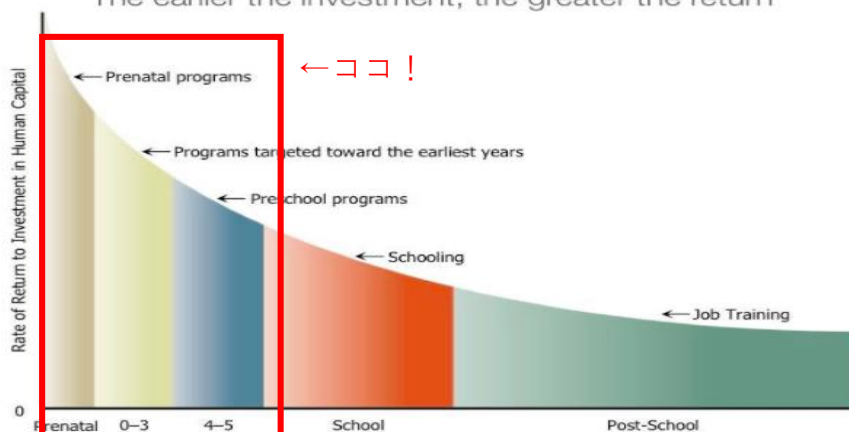 The earlier the investment, the greater the return
←ココ！
Prenatal programs
Programs targeted toward the earliest years
Preschool programs
Schooling
Job Training
Rate of Return to Investment in Human Capital
0
Prenatal 0–3 4–5 School Post-School